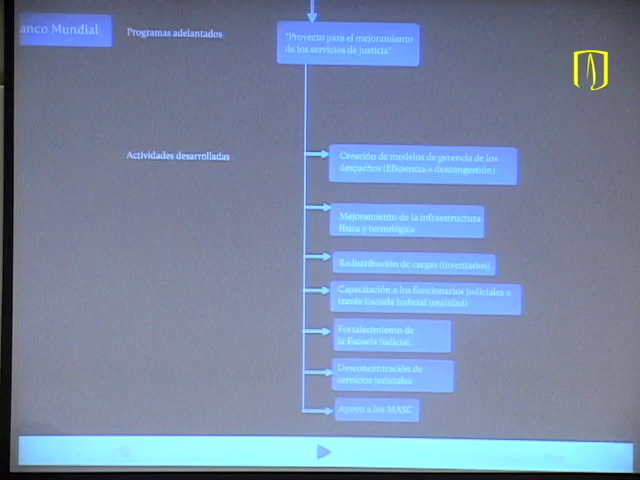 anco Mundial
Programas adelantados
"Proyecto para el mejoramiento
de los servicios de justicia"
Actividades desarrolladas
Creación de modelos de gerencia de los
despachos (Eficiencia = descongestión)
Mejoramiento de la infraestructura
física y tecnológica
Redistribución de cargas (inventarios)
Capacitación a los funcionarios judiciales a
través Escuela Judicial (oralidad)
Fortalecimiento de
la Escuela Judicial
Desconcentración de
servicios judiciales
Apoyo a los MASC